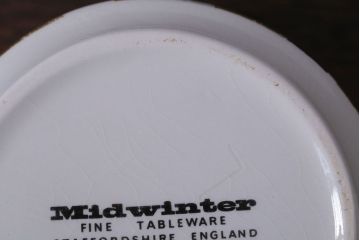 Midwinter
FINE TABLEWARE
STAFFORDSHIRE ENGLAND